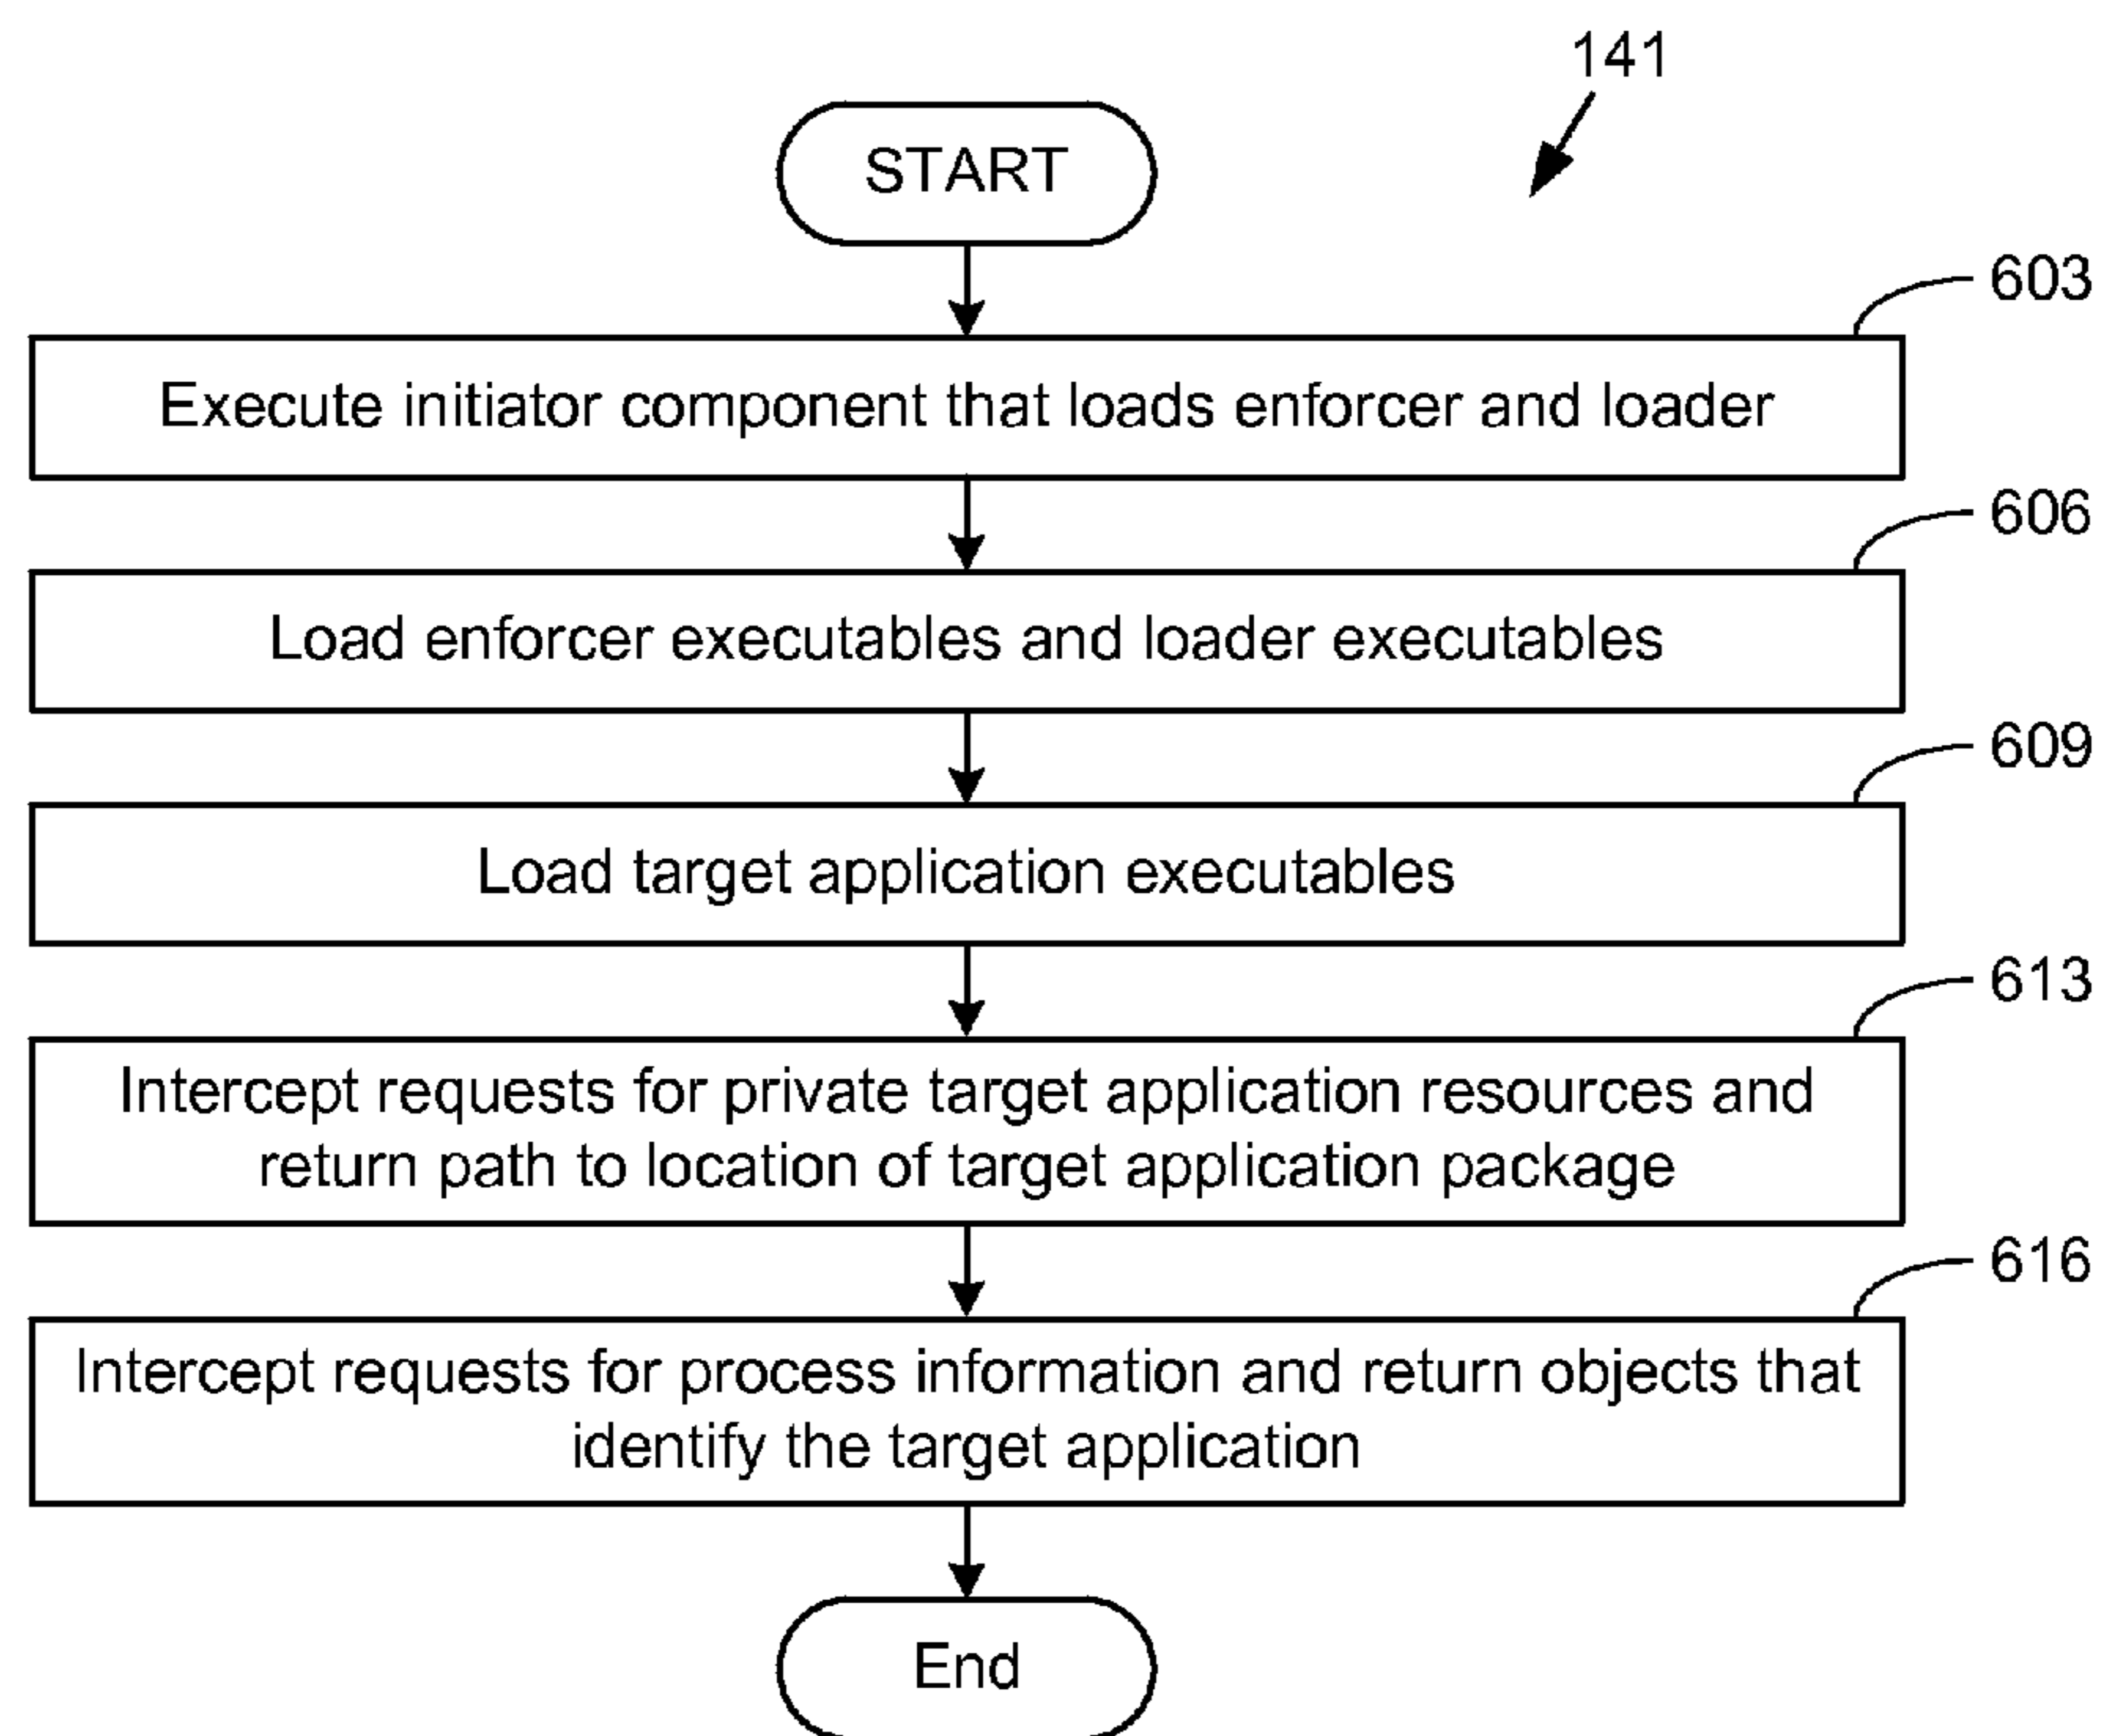 141
START
603
Execute initiator component that loads enforcer and loader
606
Load enforcer executables and loader executables
609
Load target application executables
613
Intercept requests for private target application resources and
return path to location of target application package
616
Intercept requests for process information and return objects that
identify the target application
End